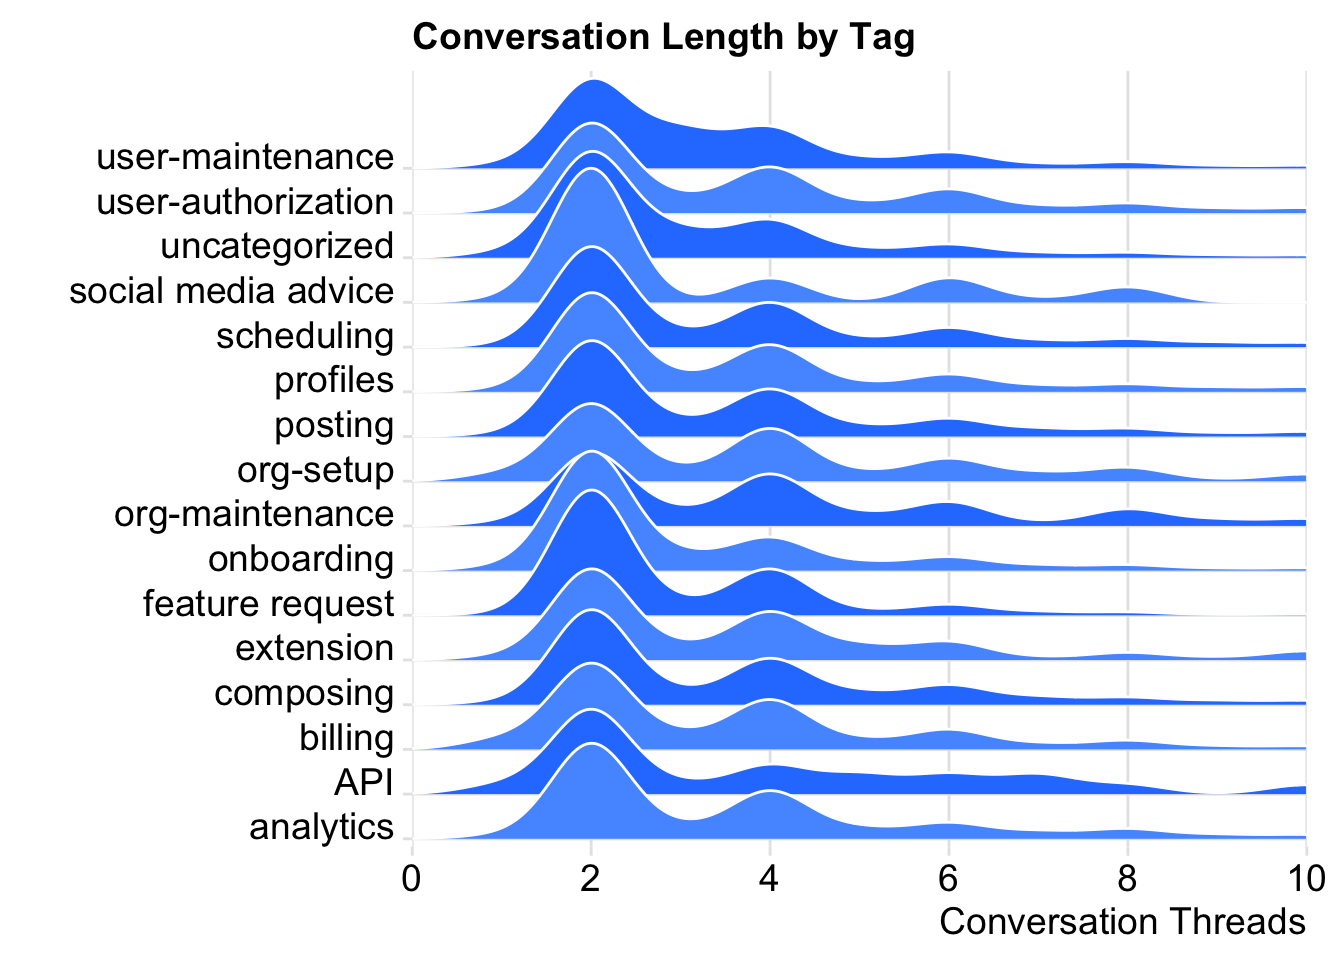 Conversation Length by Tag
user-maintenance
user-authorization
uncategorized
social media advice
scheduling
profiles
posting
org-setup
org-maintenance
onboarding
feature request
extension
composing
billing
API
analytics
0 2 4 6 8 10
Conversation Threads